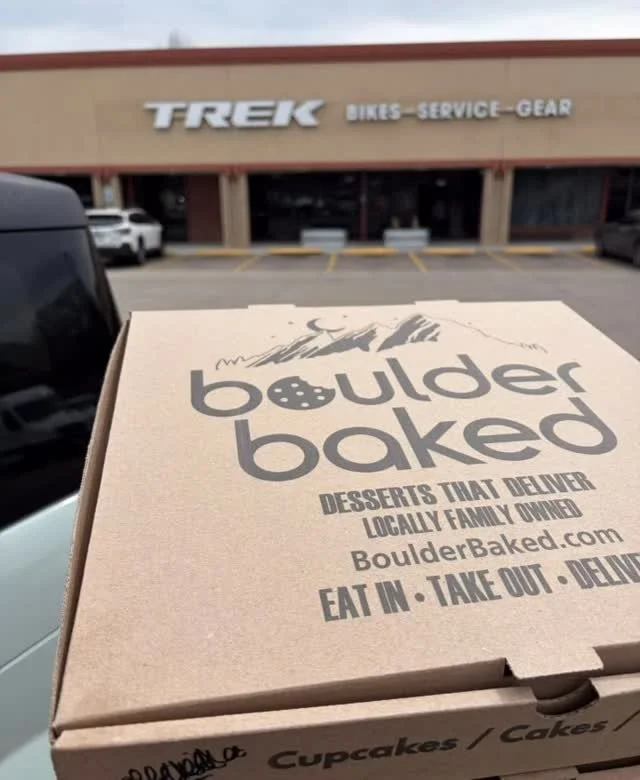 TREK BIKES-SERVICE-GEAR
boulder
baked
DESSERTS THAT DELIVER
LOCALLY FAMILY OWNED
BoulderBaked.com
EAT IN • TAKE OUT •
Cupcakes / Cakes /